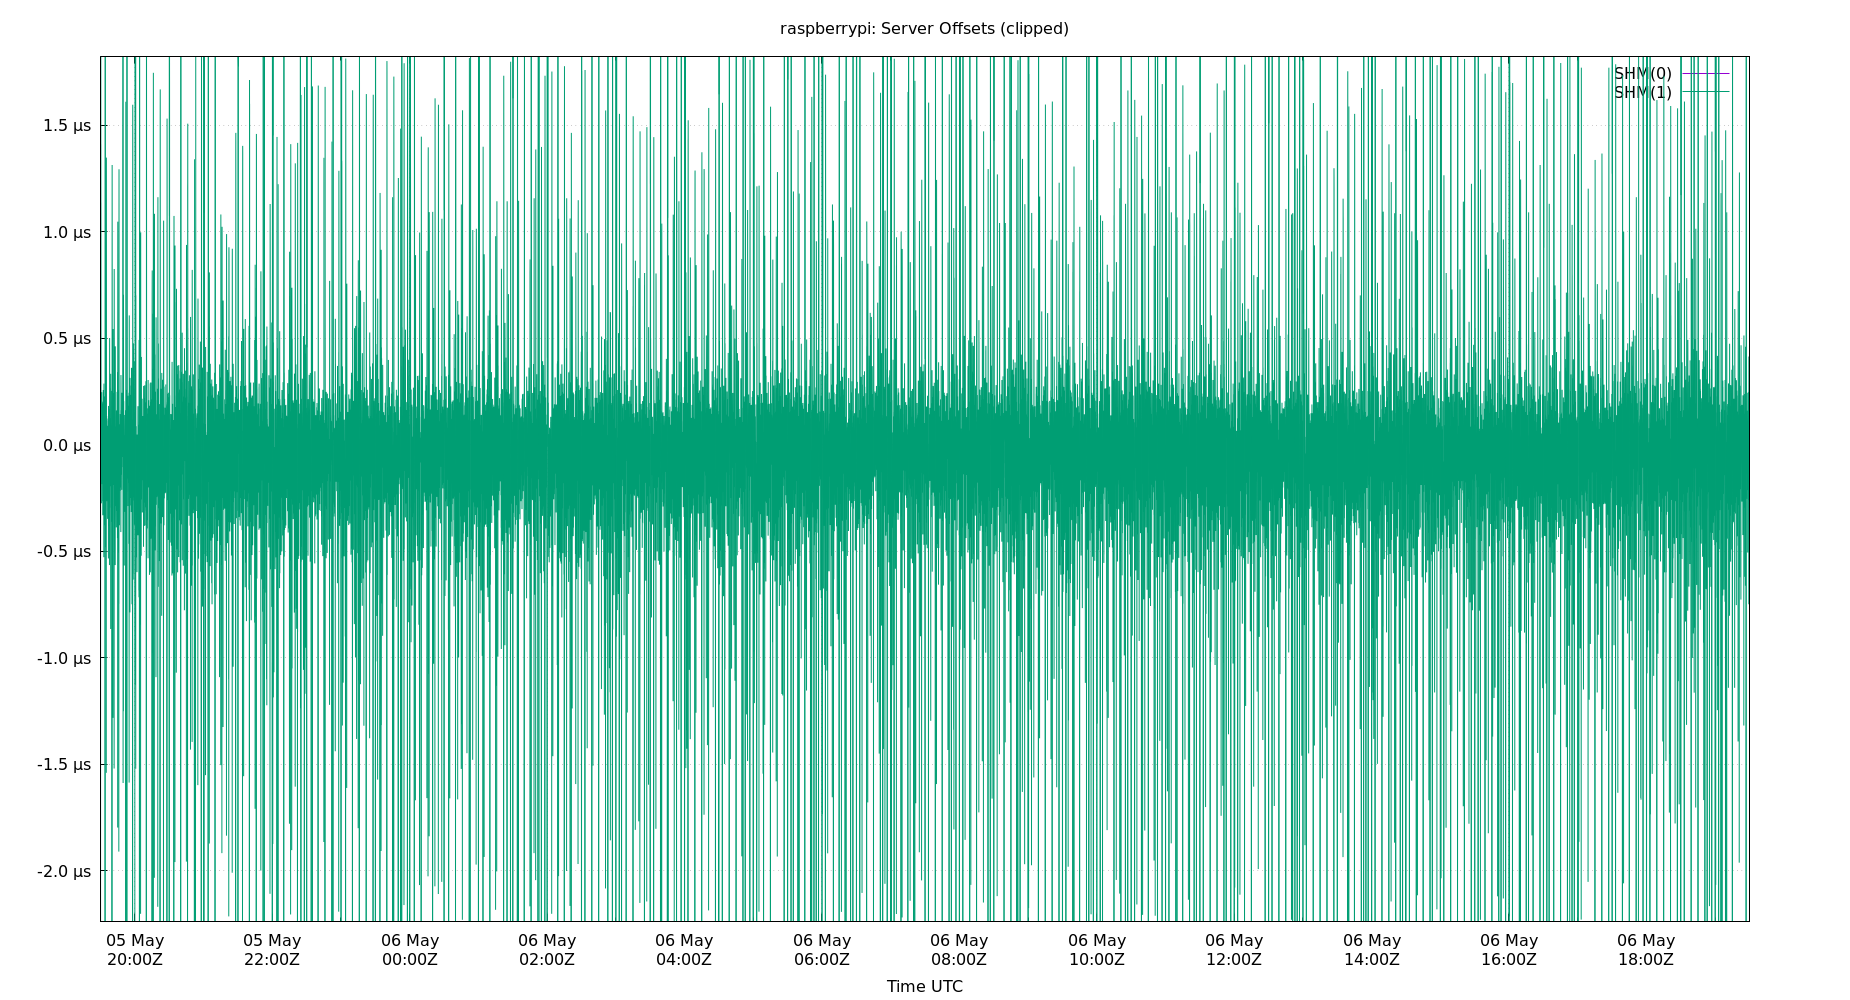 raspberrypi: Server Offsets (clipped)
SHM(0)
SHM(1)
1.5 µs
1.0 µs
0.5 µs
0.0 µs
-0.5 µs
-1.0 µs
-1.5 µs
-2.0 µs
05 May 05 May 06 May 06 May 06 May 06 May 06 May 06 May 06 May 06 May 06 May 06 May
20:00Z 22:00Z 00:00Z 02:00Z 04:00Z 06:00Z 08:00Z 10:00Z 12:00Z 14:00Z 16:00Z 18:00Z
Time UTC